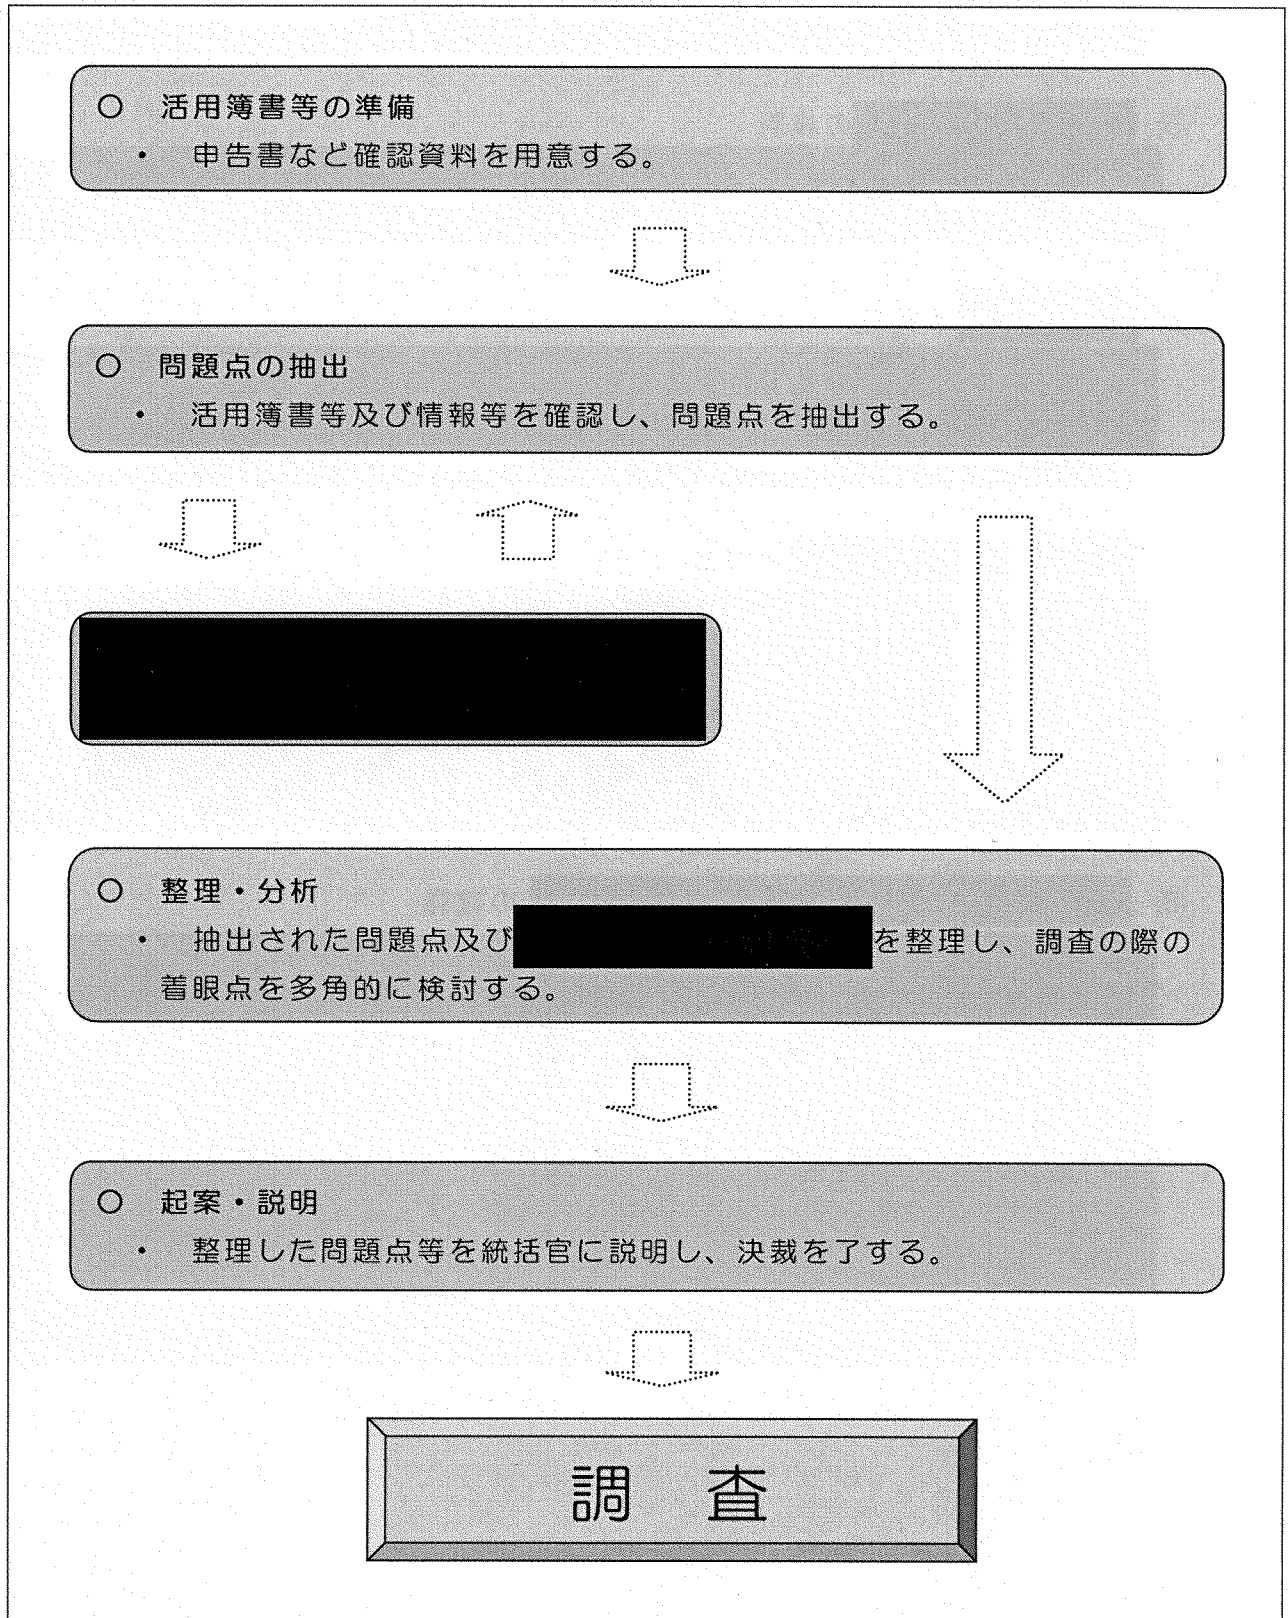 ○ 活用簿書等の準備
・ 申告書など確認資料を用意する。
○ 問題点の抽出
・ 活用簿書等及び情報等を確認し、問題点を抽出する。
○ 整理・分析
・ 抽出された問題点及び を整理し、調査の際の
着眼点を多角的に検討する。
○ 起案・説明
・ 整理した問題点等を統括官に説明し、決裁を了する。
調 査